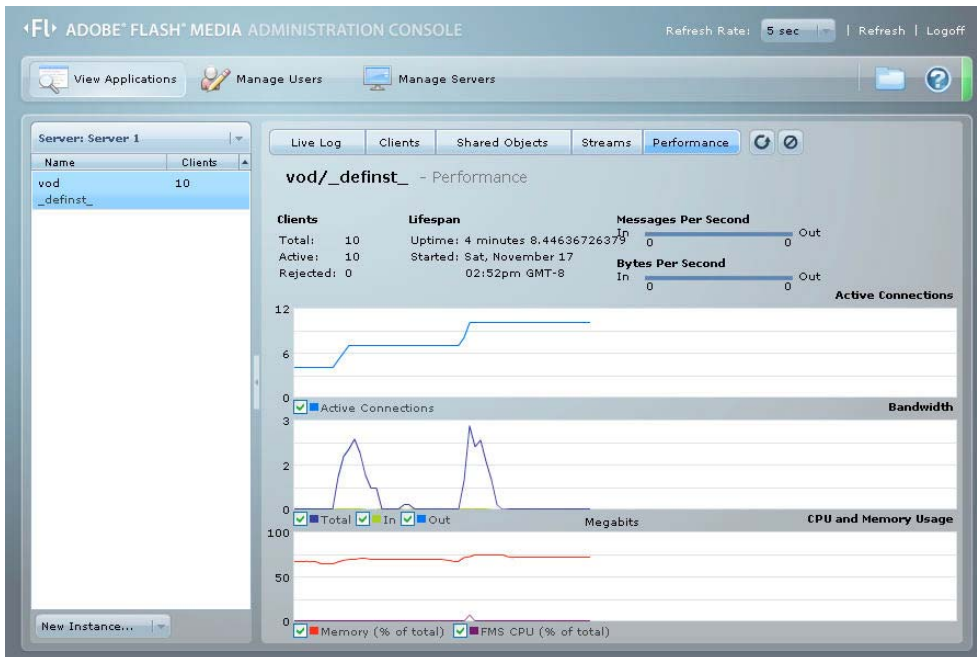 Fl ADOBE® FLASH® MEDIA ADMINISTRATION CONSOLE
Refresh Rate: 5 sec | Refresh | Logoff
View Applications
Manage Users
Manage Servers
?
Server: Server 1
Name Clients
vod 10
_definst_
New Instance...
Live Log
Clients
Shared Objects
Streams
Performance
vod/_definst_ - Performance
Clients
Total: 10
Active: 10
Rejected: 0
Lifespan
Uptime: 4 minutes 8.44636726379
Started: Sat, November 17
02:52pm GMT-8
Messages Per Second
In Out
0 0
Bytes Per Second
In Out
0 0
Active Connections
12
6
0
Active Connections
Bandwidth
3
2
0
Total In Out
Megabits
CPU and Memory Usage
100
50
0
Memory (% of total) FMS CPU (% of total)